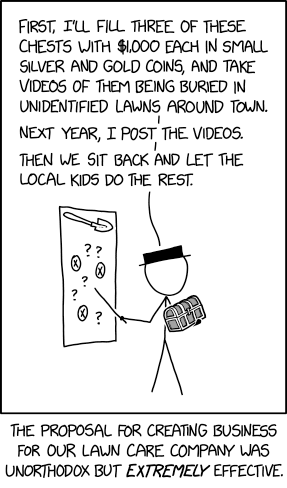 FIRST, I'LL FILL THREE OF THESE
CHESTS WITH $1,000 EACH IN SMALL
SILVER AND GOLD COINS, AND TAKE
VIDEOS OF THEM BEING BURIED IN
UNIDENTIFIED LAWNS AROUND TOWN.
NEXT YEAR, I POST THE VIDEOS.
THEN WE SIT BACK AND LET THE
LOCAL KIDS DO THE REST.
? ?
X
X
?
?
X
?
THE PROPOSAL FOR CREATING BUSINESS
FOR OUR LAWN CARE COMPANY WAS
UNORTHODOX BUT EXTREMELY EFFECTIVE.